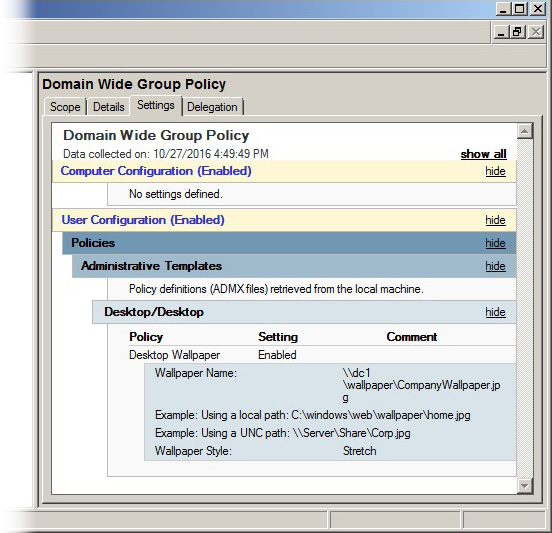 Domain Wide Group Policy
Scope Details Settings Delegation
Domain Wide Group Policy
Data collected on: 10/27/2016 4:49:49 PM show all
Computer Configuration (Enabled) hide
No settings defined.
User Configuration (Enabled) hide
Policies hide
Administrative Templates hide
Policy definitions (ADMX files) retrieved from the local machine.
Desktop/Desktop hide
Policy Setting Comment
Desktop Wallpaper Enabled
Wallpaper Name: \\dc1
\wallpaper\CompanyWallpaper.jp
g
Example: Using a local path: C:\windows\web\wallpaper\home.jpg
Example: Using a UNC path: \\Server\Share\Corp.jpg
Wallpaper Style: Stretch